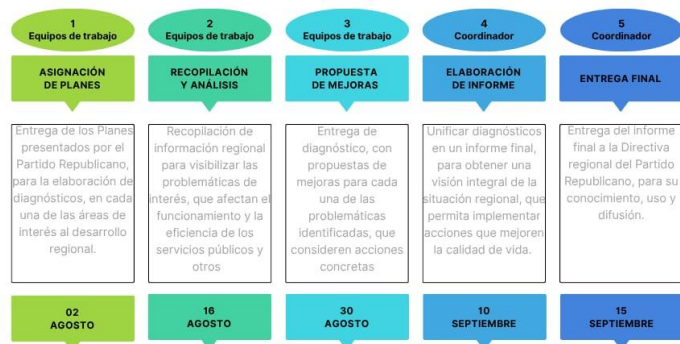 1
Equipos de trabajo
ASIGNACIÓN
DE PLANES
Entrega de los Planes
presentados por el
Partido Republicano,
para la elaboración de
diagnósticos, en cada
una de las áreas de
interés al desarrollo
regional.
02
AGOSTO
2
Equipos de trabajo
RECOPILACIÓN
Y ANÁLISIS
Recopilación de
información regional
para visibilizar las
problemáticas de
interés, que afectan el
funcionamiento y la
eficiencia de los
servicios públicos y
otros
16
AGOSTO
3
Equipos de trabajo
PROPUESTA
DE MEJORAS
Entrega de
diagnóstico, con
propuestas de
mejoras para cada
una de las
problemáticas
identificadas, que
consideren acciones
concretas
30
AGOSTO
4
Coordinador
ELABORACIÓN
DE INFORME
Unificar diagnósticos
en un informe final,
para obtener una
visión integral de la
situación regional, que
permita implementar
acciones que mejoren
la calidad de vida.
10
SEPTIEMBRE
5
Coordinador
ENTREGA FINAL
Entrega del informe
final a la Directiva
regional del Partido
Republicano, para su
conocimiento, uso y
difusión.
15
SEPTIEMBRE